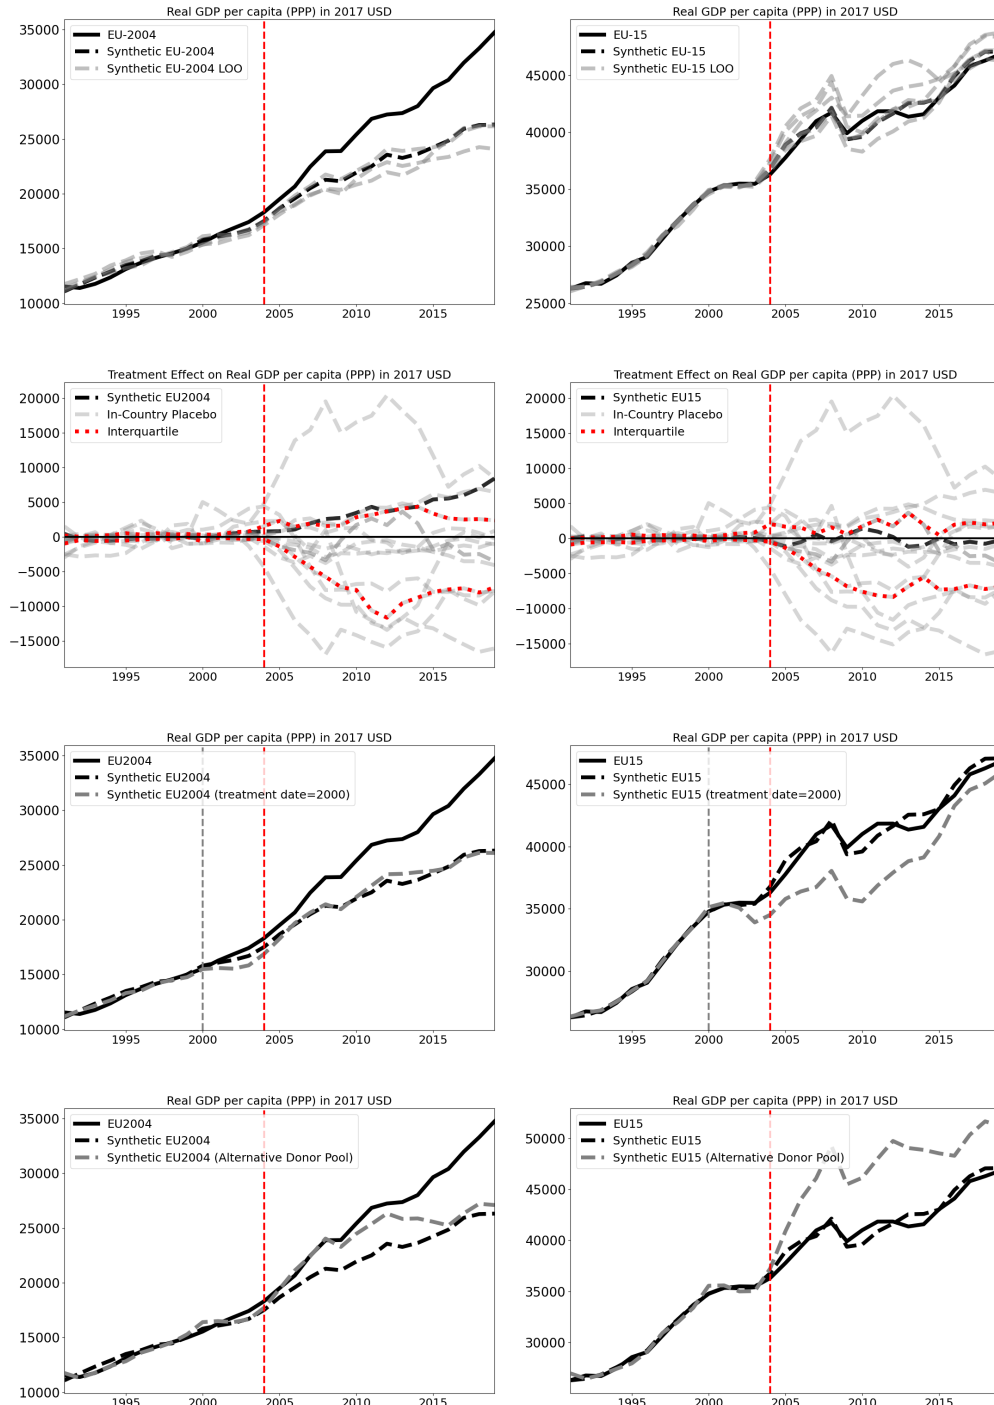 Real GDP per capita (PPP) in 2017 USD
EU-2004
Synthetic EU-2004
Synthetic EU-2004 LOO
35000
30000
25000
20000
15000
10000
1995 2000 2005 2010 2015
Real GDP per capita (PPP) in 2017 USD
EU-15
Synthetic EU-15
Synthetic EU-15 LOO
45000
40000
35000
30000
25000
1995 2000 2005 2010 2015
Treatment Effect on Real GDP per capita (PPP) in 2017 USD
Synthetic EU2004
In-Country Placebo
Interquartile
20000
15000
10000
5000
0
−5000
−10000
−15000
1995 2000 2005 2010 2015
Treatment Effect on Real GDP per capita (PPP) in 2017 USD
Synthetic EU15
In-Country Placebo
Interquartile
20000
15000
10000
5000
0
−5000
−10000
−15000
1995 2000 2005 2010 2015
Real GDP per capita (PPP) in 2017 USD
EU2004
Synthetic EU2004
Synthetic EU2004 (treatment date=2000)
35000
30000
25000
20000
15000
10000
1995 2000 2005 2010 2015
Real GDP per capita (PPP) in 2017 USD
EU15
Synthetic EU15
Synthetic EU15 (treatment date=2000)
45000
40000
35000
30000
1995 2000 2005 2010 2015
Real GDP per capita (PPP) in 2017 USD
EU2004
Synthetic EU2004
Synthetic EU2004 (Alternative Donor Pool)
35000
30000
25000
20000
15000
10000
1995 2000 2005 2010 2015
Real GDP per capita (PPP) in 2017 USD
EU15
Synthetic EU15
Synthetic EU15 (Alternative Donor Pool)
50000
45000
40000
35000
30000
1995 2000 2005 2010 2015